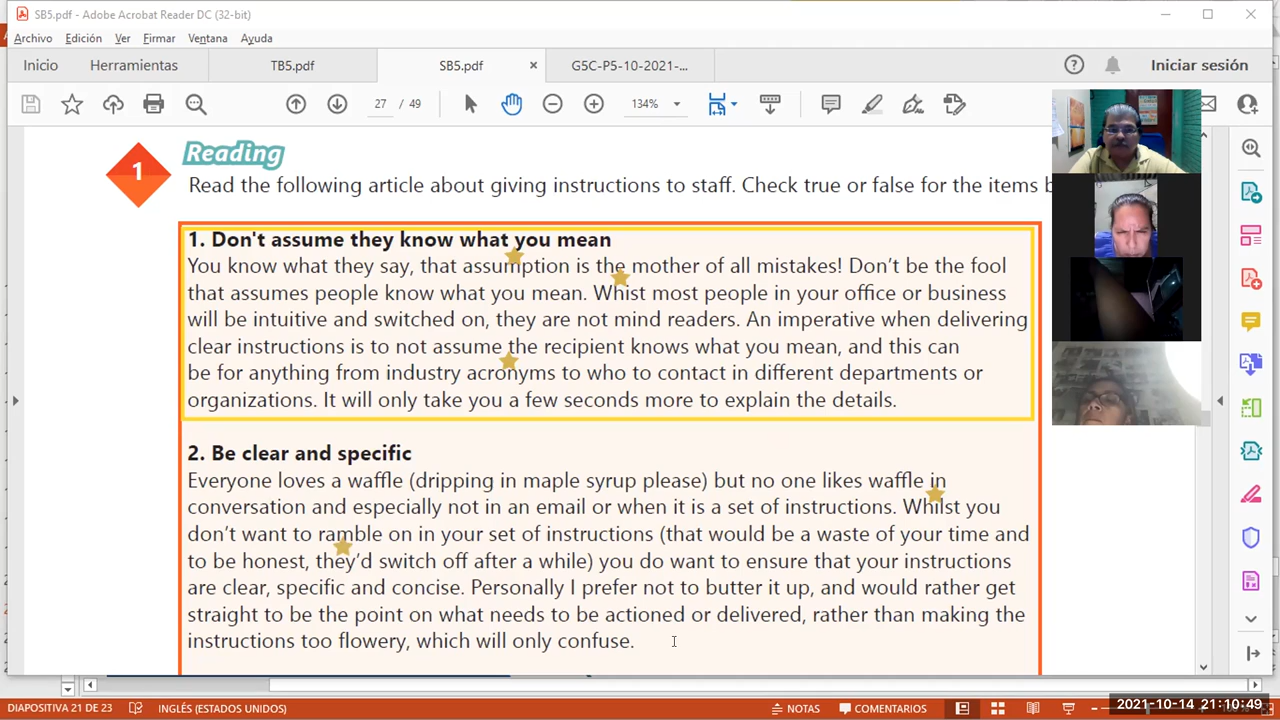 SB5.pdf - Adobe Acrobat Reader DC (32-bit)
Archivo Edición Ver Firmar Ventana Ayuda
Inicio Herramientas TB5.pdf SB5.pdf × G5C-P5-10-2021-... Iniciar sesión
27 / 49 134%
1
Reading
Read the following article about giving instructions to staff. Check true or false for the items b
1. Don't assume they know what you mean
You know what they say, that assumption is the mother of all mistakes! Don't be the fool
that assumes people know what you mean. Whist most people in your office or business
will be intuitive and switched on, they are not mind readers. An imperative when delivering
clear instructions is to not assume the recipient knows what you mean, and this can
be for anything from industry acronyms to who to contact in different departments or
organizations. It will only take you a few seconds more to explain the details.
2. Be clear and specific
Everyone loves a waffle (dripping in maple syrup please) but no one likes waffle in
conversation and especially not in an email or when it is a set of instructions. Whilst you
don't want to ramble on in your set of instructions (that would be a waste of your time and
to be honest, they'd switch off after a while) you do want to ensure that your instructions
are clear, specific and concise. Personally I prefer not to butter it up, and would rather get
straight to be the point on what needs to be actioned or delivered, rather than making the
instructions too flowery, which will only confuse.
DIAPOSITIVA 21 DE 23 INGLÉS (ESTADOS UNIDOS) NOTAS COMENTARIOS
2021-10-14 21:10:49